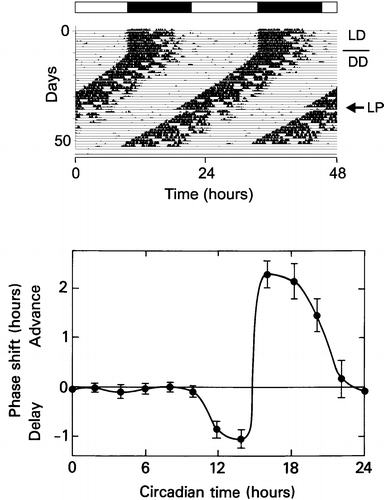 0
LD
DD
Days
LP
50
0
24
48
Time (hours)
Phase shift (hours)
Delay Advance
2
1
0
−1
0
6
12
18
24
Circadian time (hours)